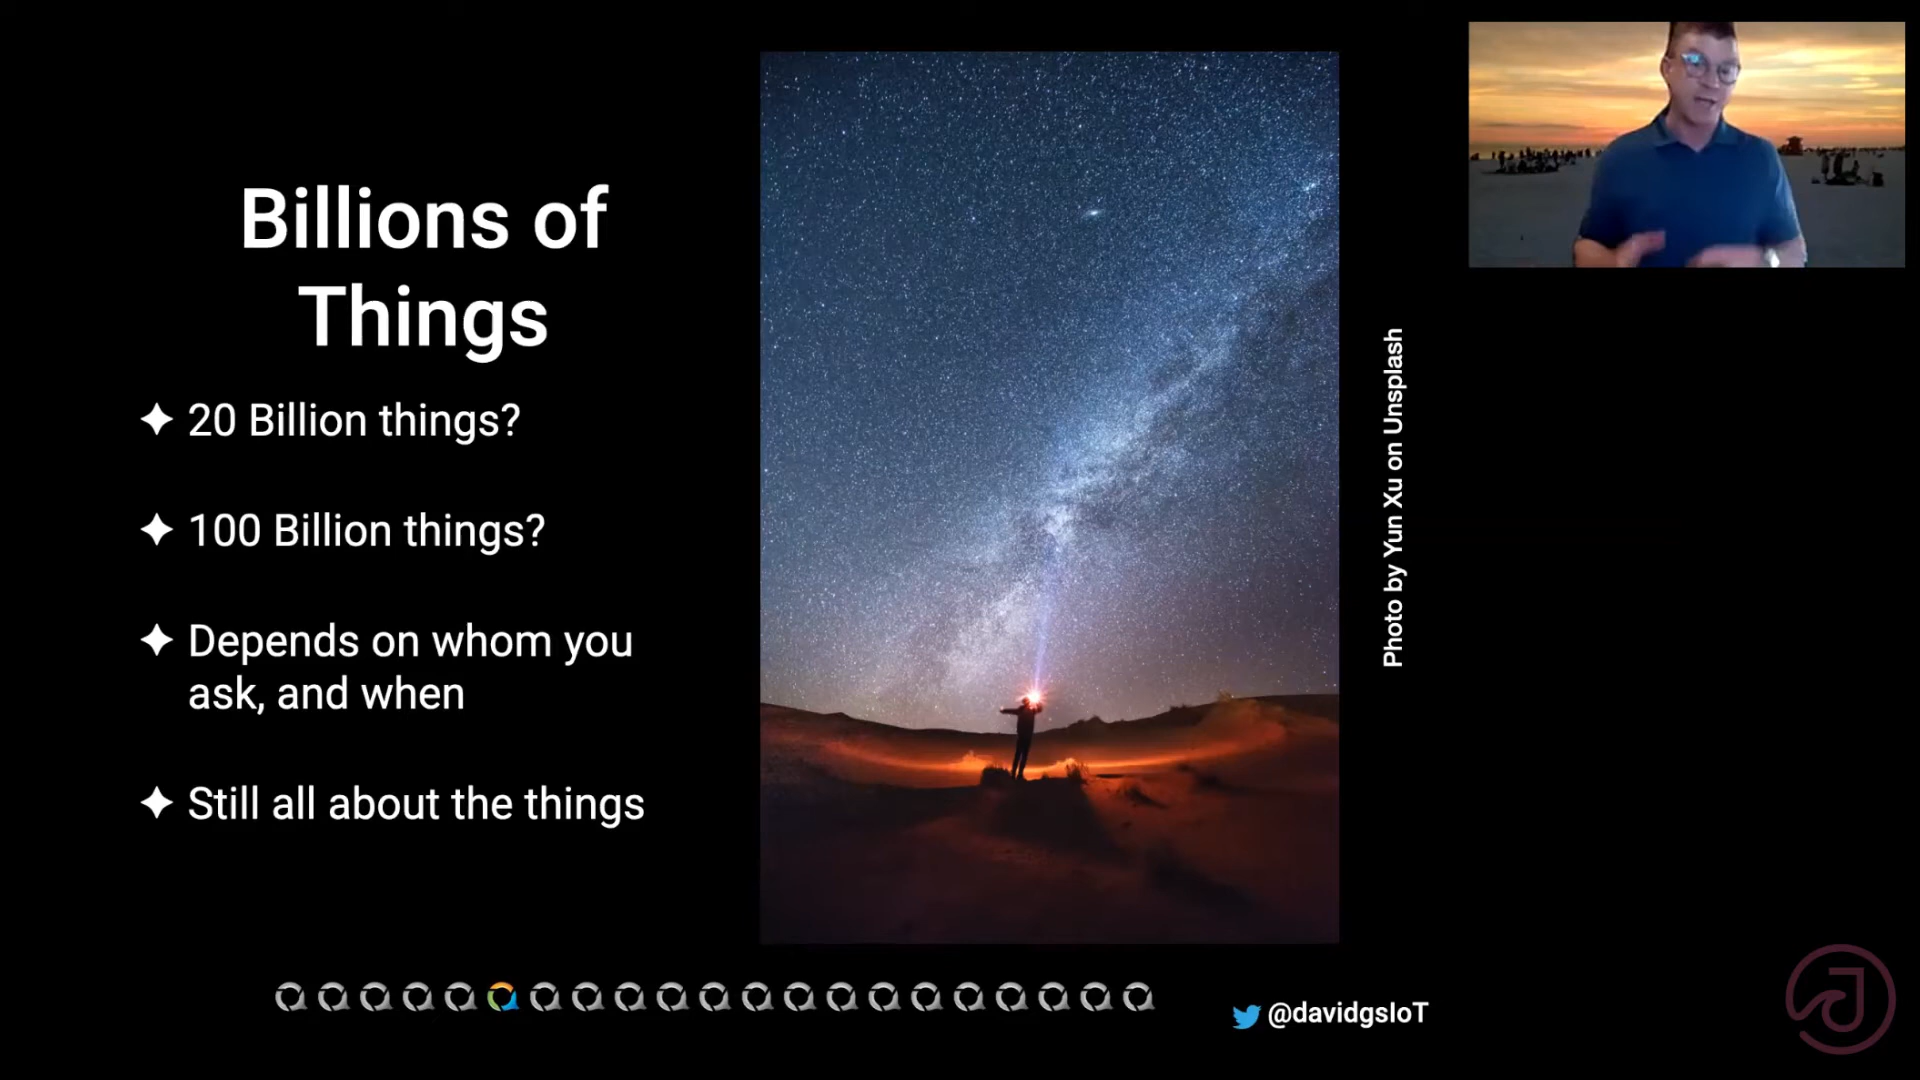 Billions of
Things
20 Billion things?
100 Billion things?
Depends on whom you
ask, and when
Still all about the things
Photo by Yun Xu on Unsplash
@davidgsIoT